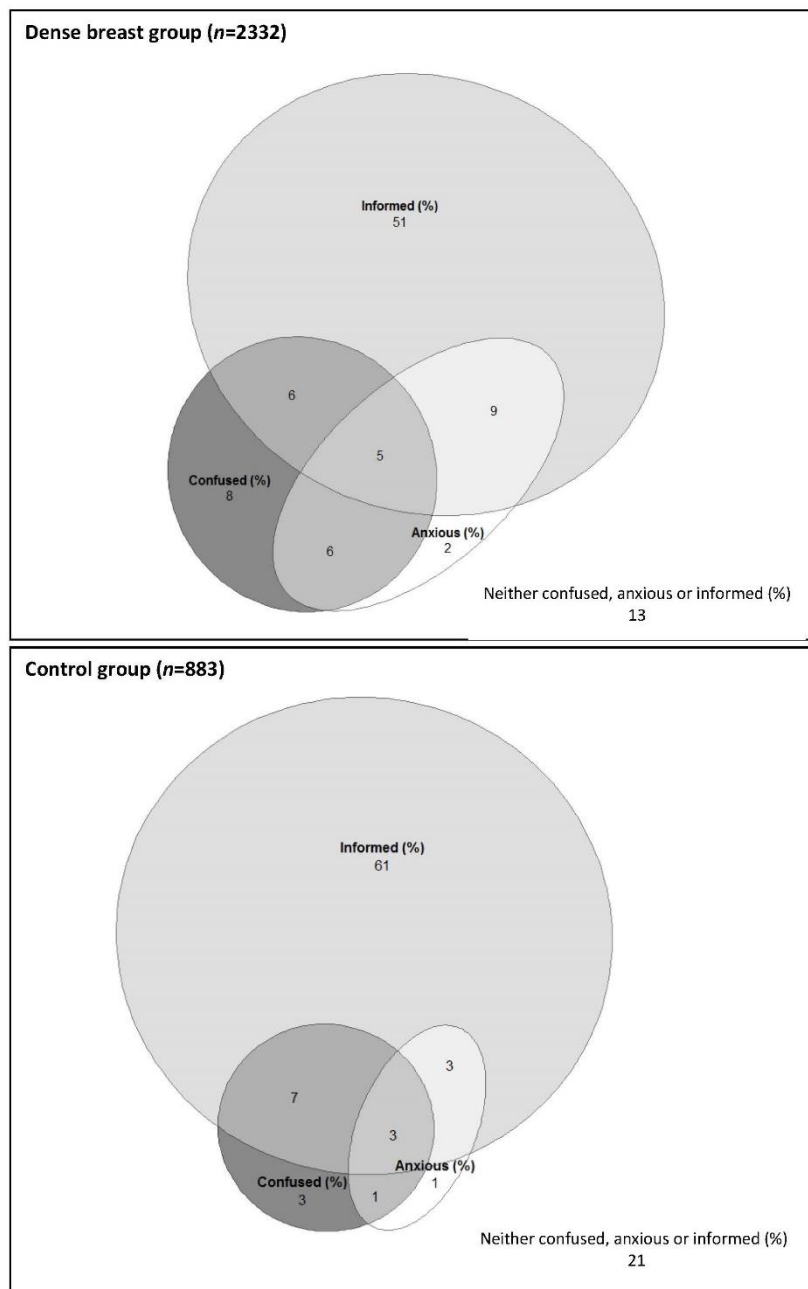 Dense breast group (n=2332)
Informed (%)
51
6
9
5
Confused (%)
8
Anxious (%)
2
6
Neither confused, anxious or informed (%)
13
Control group (n=883)
Informed (%)
61
3
7
3
Anxious (%)
1
Confused (%)
3
1
Neither confused, anxious or informed (%)
21